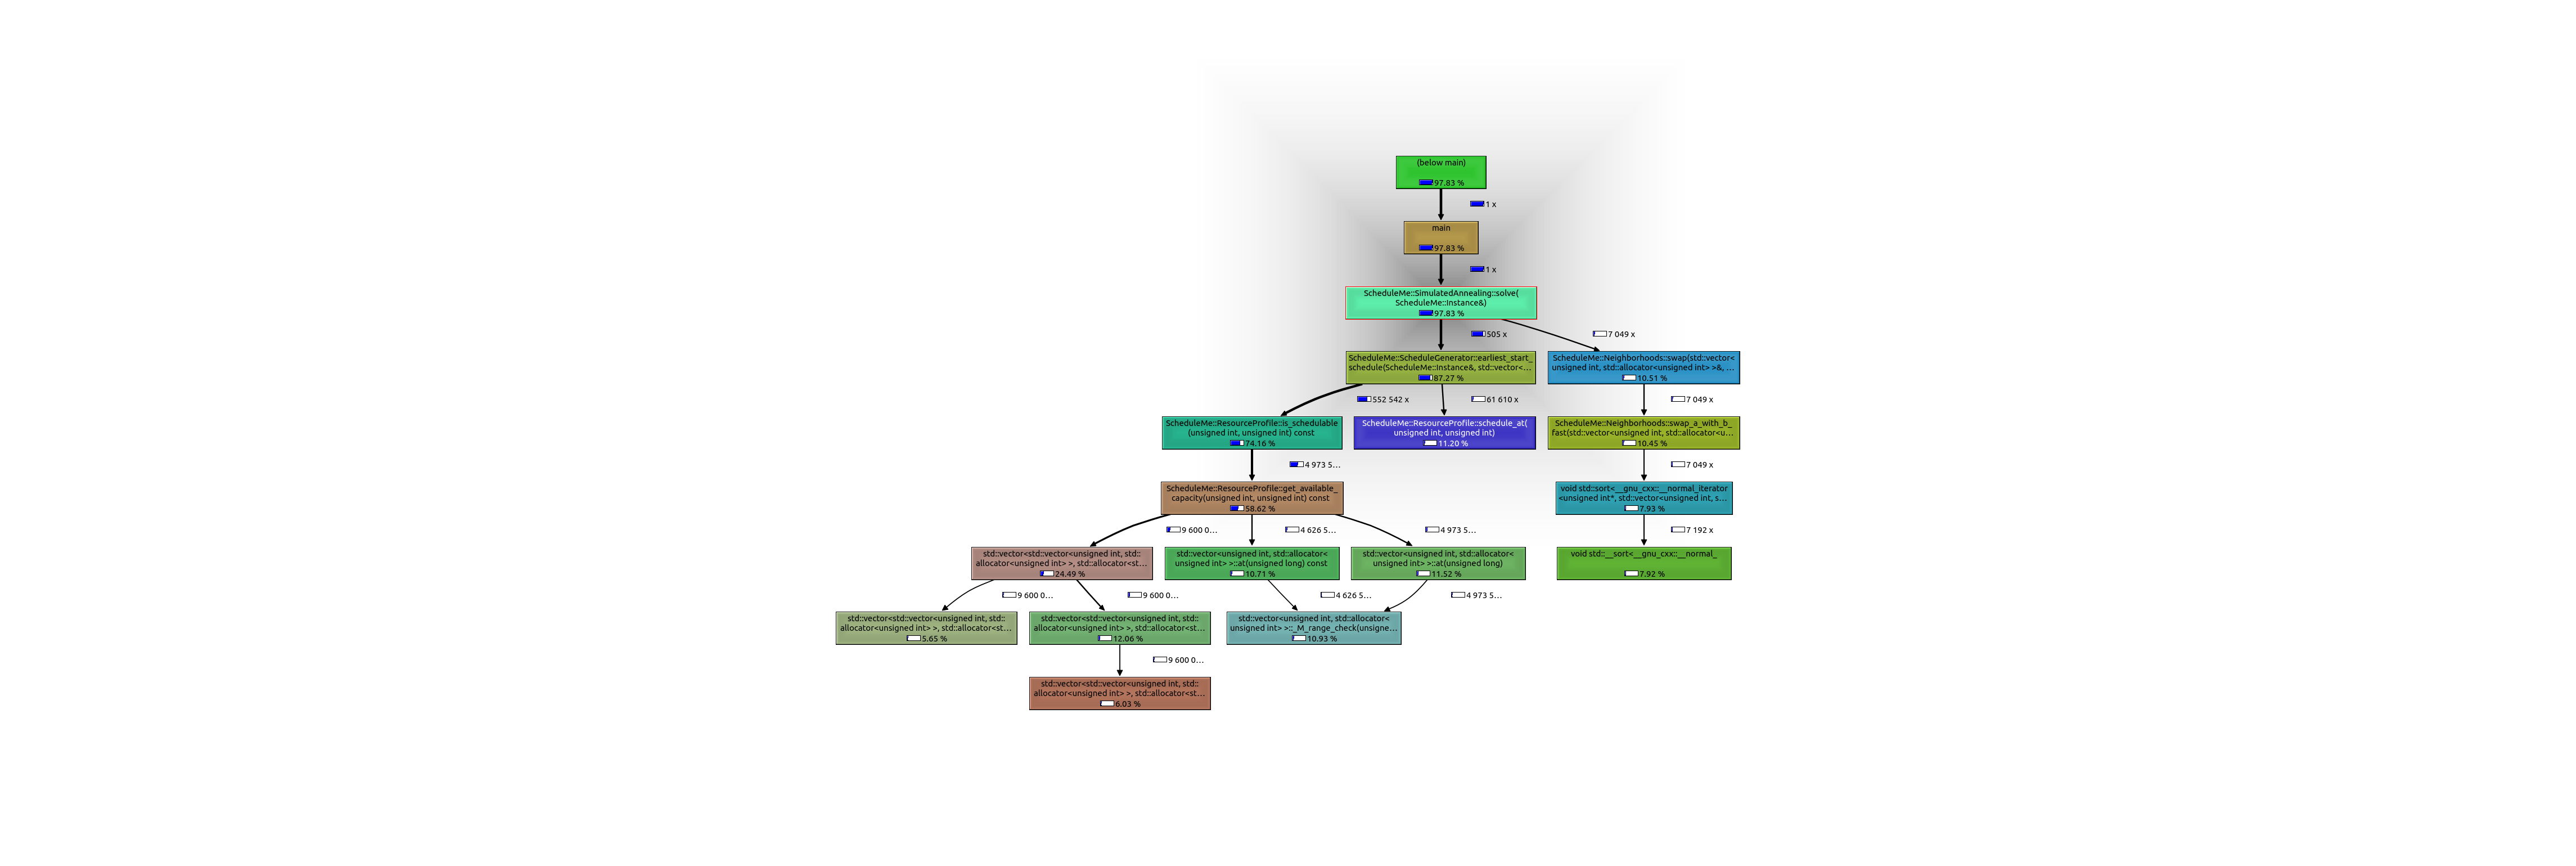 (below main)
97.83 %
1 x
main
97.83 %
1 x
ScheduleMe::SimulatedAnnealing::solve(
ScheduleMe::Instance&)
97.83 %
505 x
7 049 x
ScheduleMe::ScheduleGenerator::earliest_start_
schedule(ScheduleMe::Instance&, std::vector<...
87.27 %
ScheduleMe::Neighborhoods::swap(std::vector<
unsigned int, std::allocator<unsigned int> >&, ...
10.51 %
552 542 x
61 610 x
7 049 x
ScheduleMe::ResourceProfile::is_schedulable
(unsigned int, unsigned int) const
74.16 %
ScheduleMe::ResourceProfile::schedule_at(
unsigned int, unsigned int)
11.20 %
ScheduleMe::Neighborhoods::swap_a_with_b_
fast(std::vector<unsigned int, std::allocator<u...
10.45 %
4 973 5...
7 049 x
ScheduleMe::ResourceProfile::get_available_
capacity(unsigned int, unsigned int) const
58.62 %
void std::sort<__gnu_cxx::__normal_iterator
<unsigned int*, std::vector<unsigned int, s...
7.93 %
9 600 0...
4 626 5...
4 973 5...
7 192 x
std::vector<std::vector<unsigned int, std::
allocator<unsigned int> >, std::allocator<st...
24.49 %
std::vector<unsigned int, std::allocator<
unsigned int> >::at(unsigned long) const
10.71 %
std::vector<unsigned int, std::allocator<
unsigned int> >::at(unsigned long)
11.52 %
void std::__sort<__gnu_cxx::__normal_
7.92 %
9 600 0...
9 600 0...
4 626 5...
4 973 5...
std::vector<std::vector<unsigned int, std::
allocator<unsigned int> >, std::allocator<st...
5.65 %
std::vector<std::vector<unsigned int, std::
allocator<unsigned int> >, std::allocator<st...
12.06 %
std::vector<unsigned int, std::allocator<
unsigned int> >::_M_range_check(unsigne...
10.93 %
9 600 0...
std::vector<std::vector<unsigned int, std::
allocator<unsigned int> >, std::allocator<st...
6.03 %